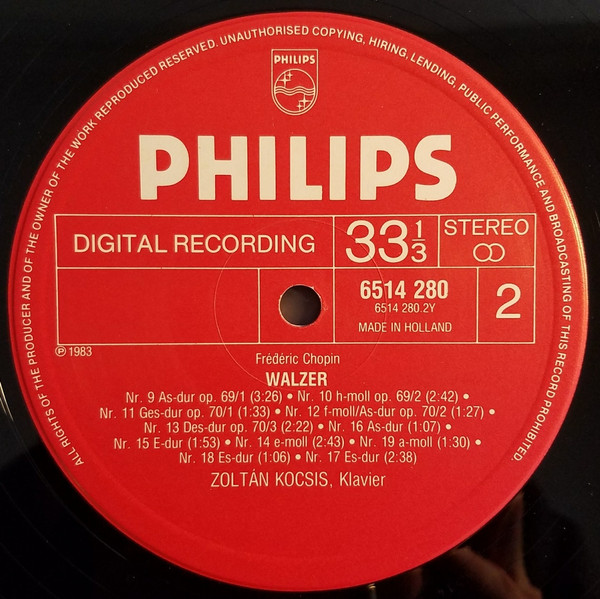 ALL RIGHTS OF THE PRODUCER AND OF THE OWNER OF THE WORK REPRODUCED RESERVED. UNAUTHORISED COPYING, HIRING, LENDING, PUBLIC PERFORMANCE AND BROADCASTING OF THIS RECORD PROHIBITED.
PHILIPS
PHILIPS
DIGITAL RECORDING
33 1/3
STEREO
6514 280
6514 280.2Y
MADE IN HOLLAND
2
℗ 1983
Frédéric Chopin
WALZER
Nr. 9 As-dur op. 69/1 (3:26) • Nr. 10 h-moll op. 69/2 (2:42) •
Nr. 11 Ges-dur op. 70/1 (1:33) • Nr. 12 f-moll/As-dur op. 70/2 (1:27) •
Nr. 13 Des-dur op. 70/3 (2:22) • Nr. 16 As-dur (1:07) •
Nr. 15 E-dur (1:53) • Nr. 14 e-moll (2:43) • Nr. 19 a-moll (1:30) •
Nr. 18 Es-dur (1:06) • Nr. 17 Es-dur (2:38)
ZOLTÁN KOCSIS, Klavier